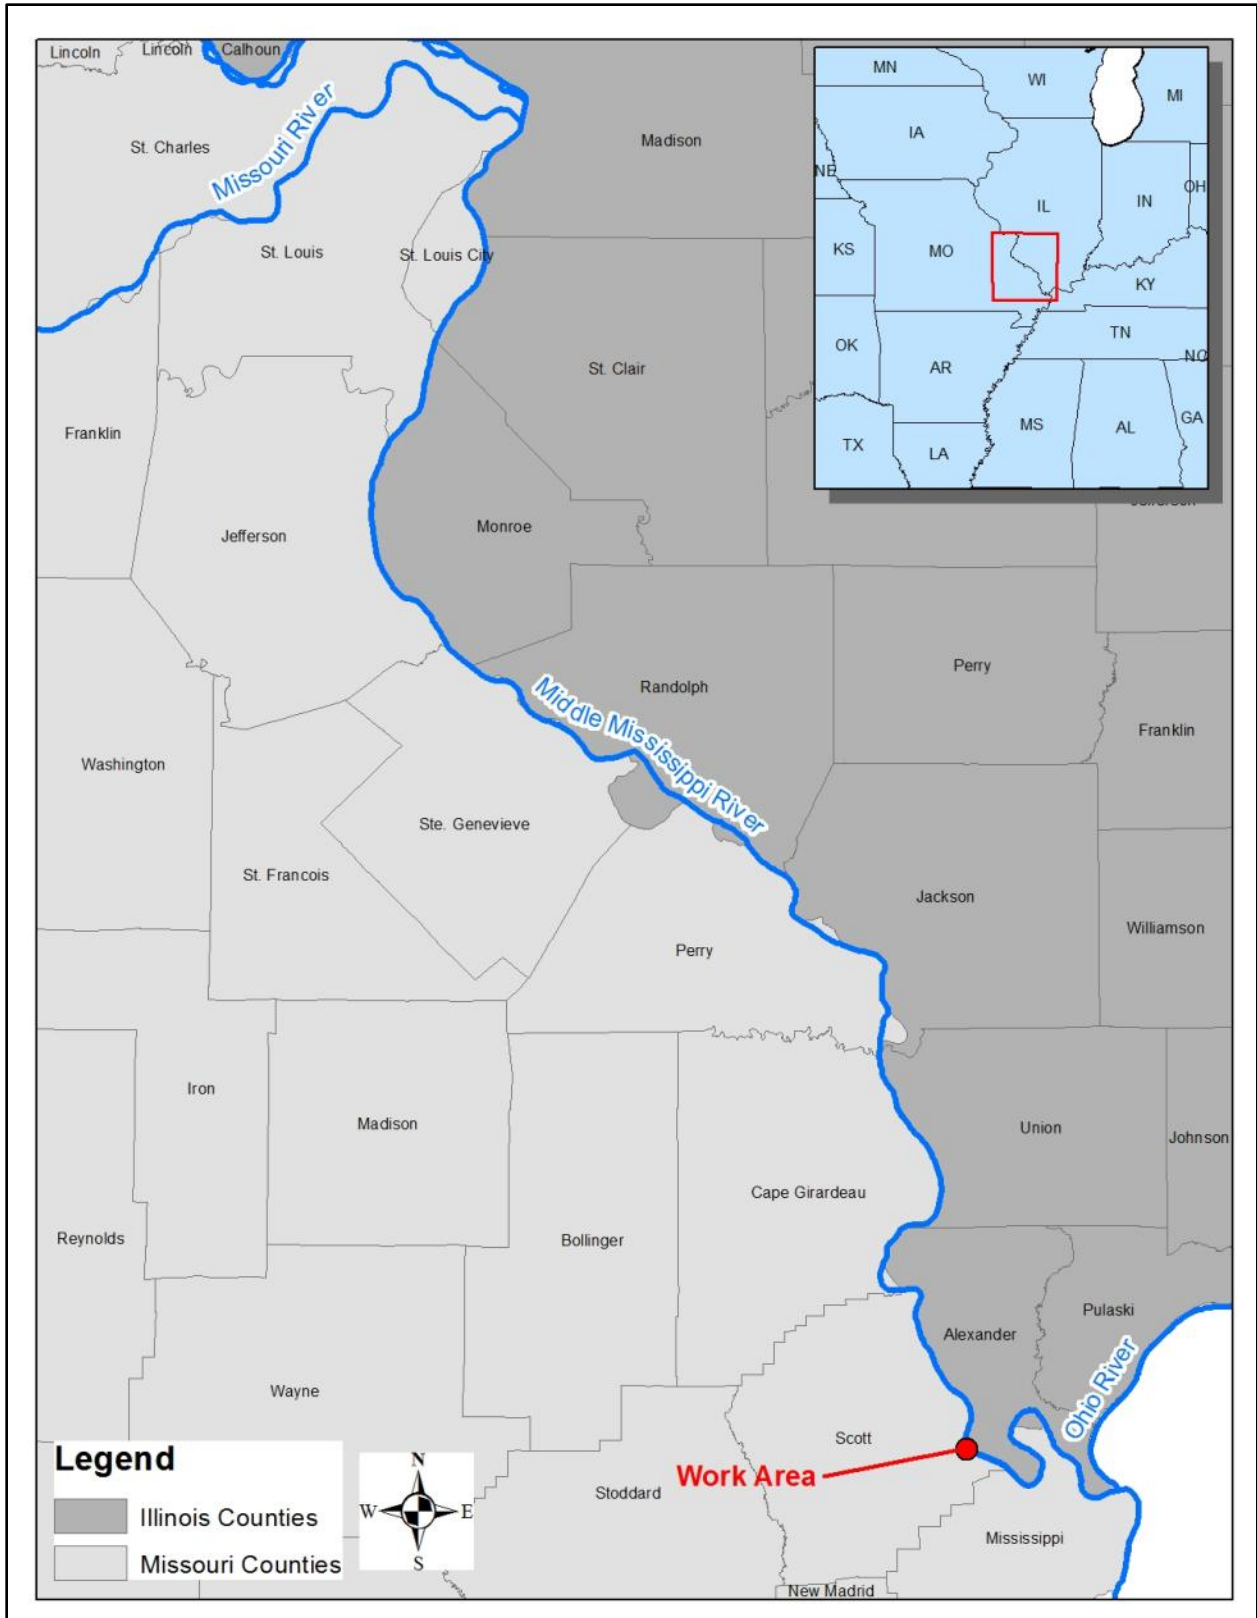 Lincoln
Lincoln
Calhoun
St. Charles
Missouri River
Madison
St. Louis
St. Louis City
St. Clair
Franklin
Jefferson
Monroe
MN
WI
MI
IA
NE
IL
IN
OH
KS
MO
KY
OK
AR
TN
NC
TX
LA
MS
AL
GA
Jefferson
Randolph
Perry
Middle Mississippi River
Franklin
Washington
Ste. Genevieve
St. Francois
Jackson
Williamson
Perry
Iron
Madison
Union
Johnson
Cape Girardeau
Reynolds
Bollinger
Pulaski
Alexander
Ohio River
Wayne
Scott
Work Area
Stoddard
Mississippi
New Madrid
Legend
Illinois Counties
Missouri Counties
N
W
E
S